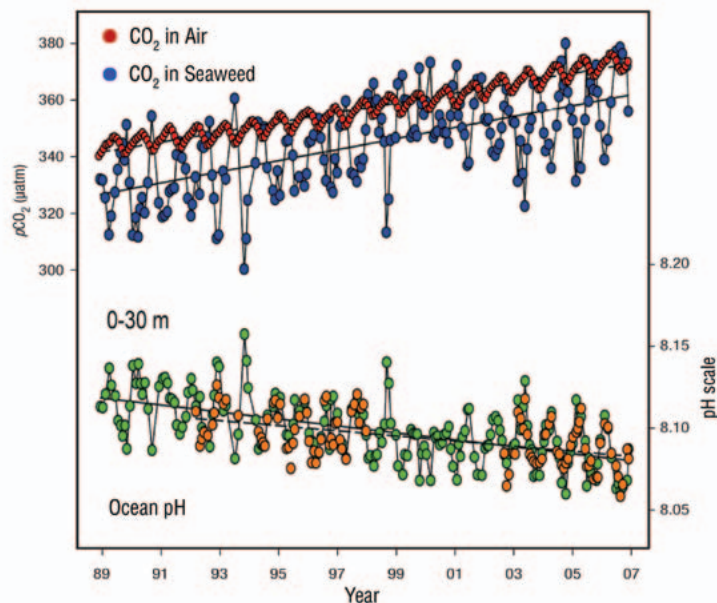 CO₂ in Air
CO₂ in Seaweed
380
360
340
320
300
pCO₂ (µatm)
0-30 m
Ocean pH
8.20
8.15
8.10
8.05
pH scale
89 91 93 95 97 99 01 03 05 07
Year